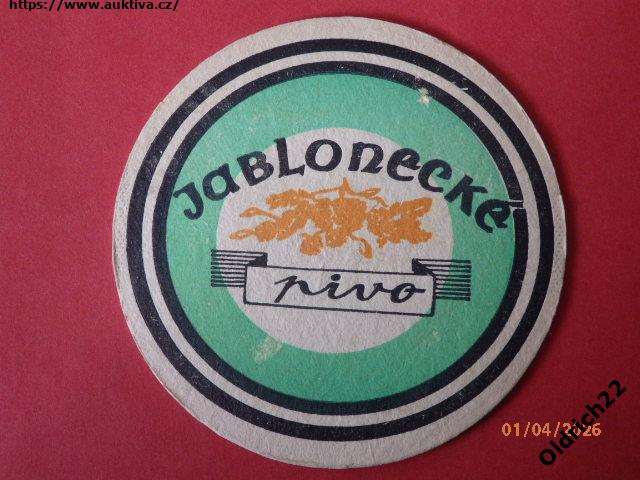 https://www.auktiva.cz/
JABLONECKÉ
pivo
01/04/2026
Oldřich22